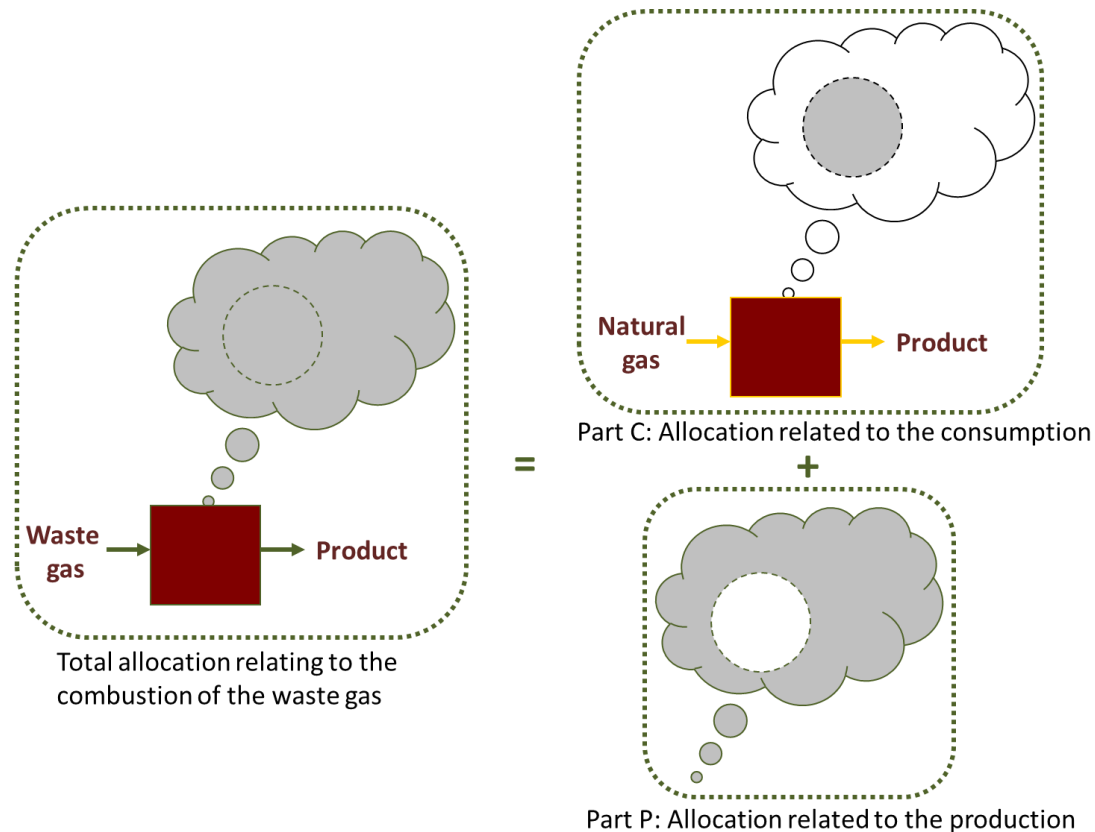 Waste
gas
Product
Total allocation relating to the
combustion of the waste gas
=
Natural
gas
Product
Part C: Allocation related to the consumption
+
Part P: Allocation related to the production